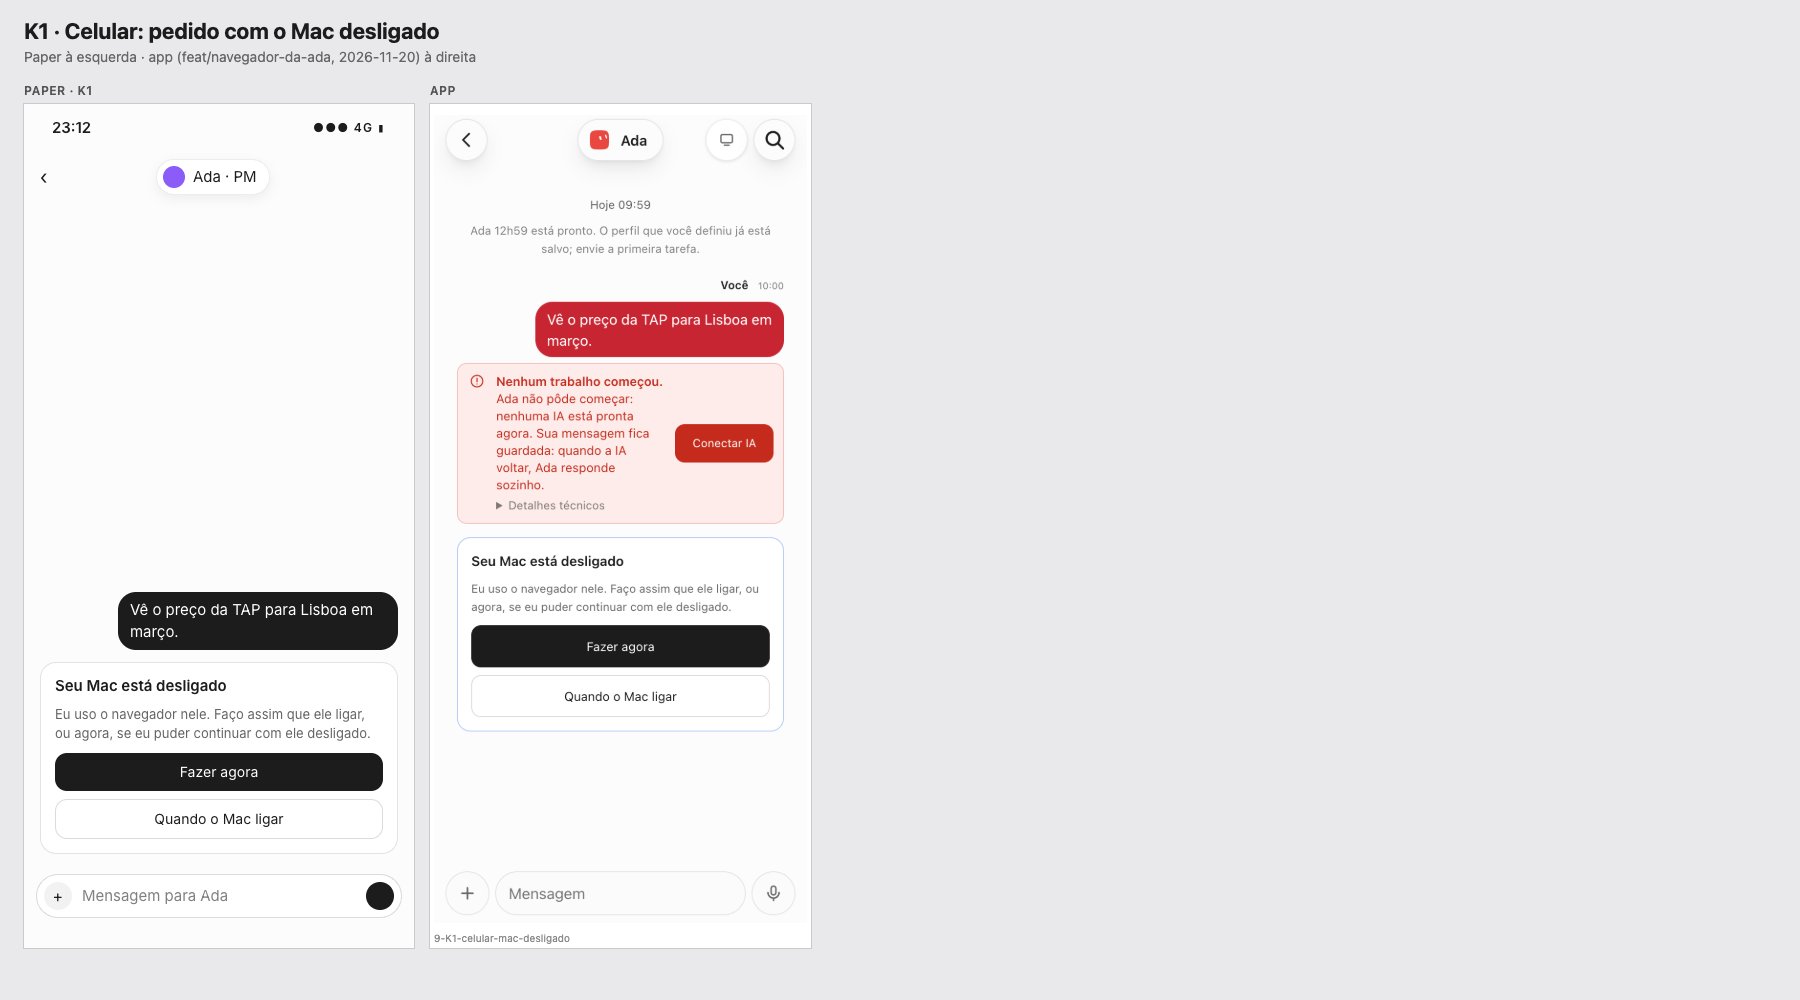 K1 · Celular: pedido com o Mac desligado
Paper à esquerda · app (feat/navegador-da-ada, 2026-11-20) à direita
PAPER · K1
23:12
4G
Ada · PM
Vê o preço da TAP para Lisboa em
março.
Seu Mac está desligado
Eu uso o navegador nele. Faço assim que ele ligar,
ou agora, se eu puder continuar com ele desligado.
Fazer agora
Quando o Mac ligar
Mensagem para Ada
APP
Ada
Hoje 09:59
Ada 12h59 está pronto. O perfil que você definiu já está
salvo; envie a primeira tarefa.
Você 10:00
Vê o preço da TAP para Lisboa em
março.
Nenhum trabalho começou.
Ada não pôde começar:
nenhuma IA está pronta
agora. Sua mensagem fica
guardada: quando a IA
voltar, Ada responde
sozinho.
Conectar IA
Detalhes técnicos
Seu Mac está desligado
Eu uso o navegador nele. Faço assim que ele ligar, ou
agora, se eu puder continuar com ele desligado.
Fazer agora
Quando o Mac ligar
Mensagem
9-K1-celular-mac-desligado